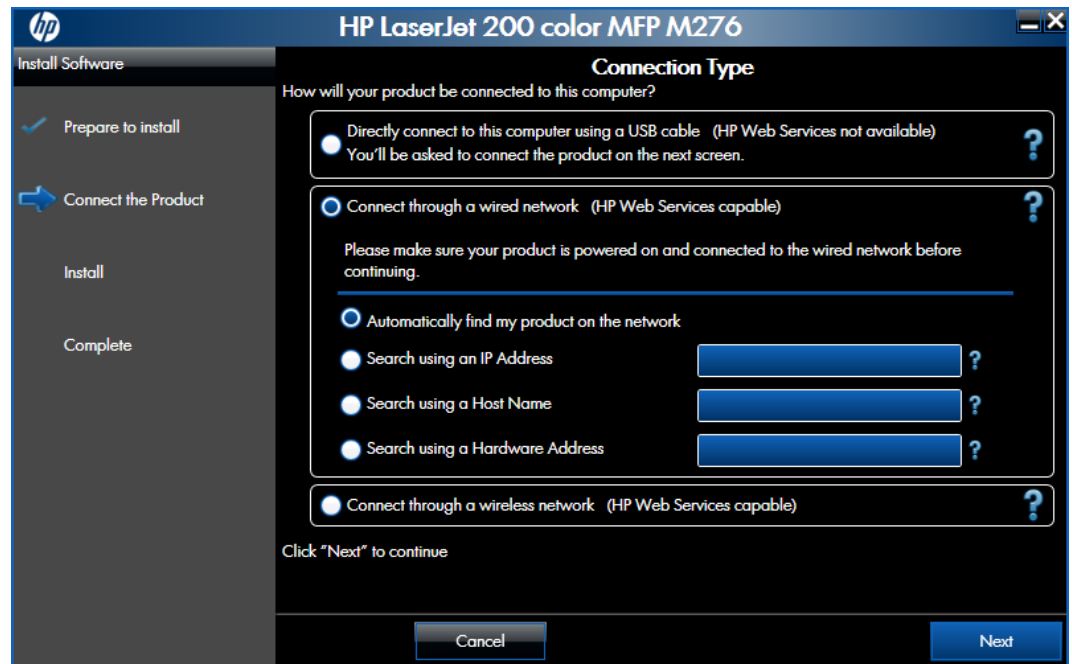 hp
HP LaserJet 200 color MFP M276
Install Software
Prepare to install
Connect the Product
Install
Complete
Connection Type
How will your product be connected to this computer?
Directly connect to this computer using a USB cable (HP Web Services not available)
You'll be asked to connect the product on the next screen.
?
Connect through a wired network (HP Web Services capable)
?
Please make sure your product is powered on and connected to the wired network before
continuing.
Automatically find my product on the network
Search using an IP Address
?
Search using a Host Name
?
Search using a Hardware Address
?
Connect through a wireless network (HP Web Services capable)
?
Click "Next" to continue
Cancel
Next